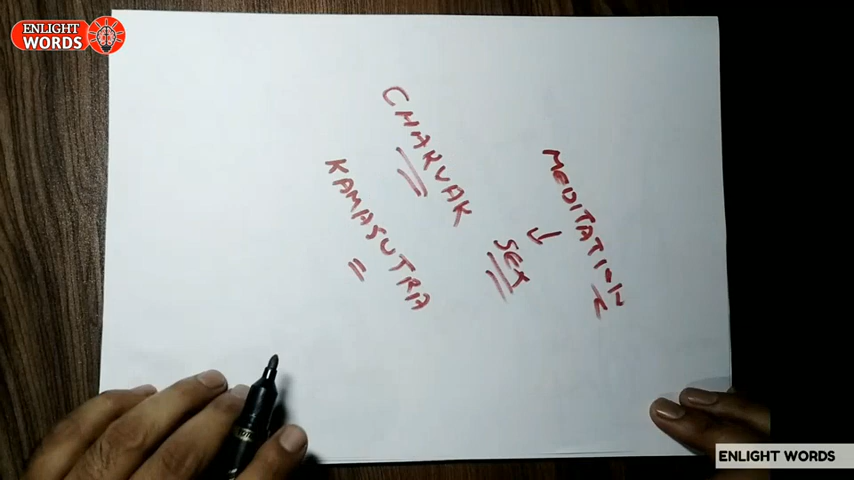 ENLIGHT
WORDS
MEDITATION
SEX
CHARVAK
KAMASUTRA
ENLIGHT WORDS